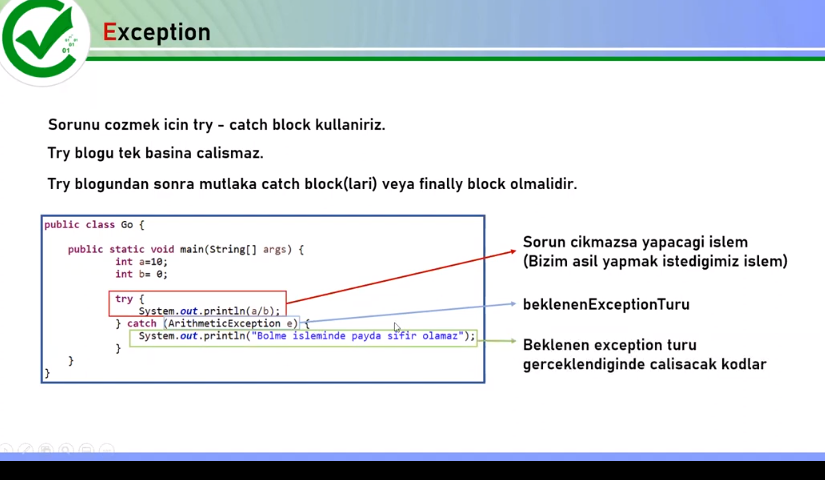 Exception
Sorunu cozmek icin try - catch block kullaniriz.
Try blogu tek basina calismaz.
Try blogundan sonra mutlaka catch block(lari) veya finally block olmalidir.
public class Go {
public static void main(String[] args) {
int a=10;
int b= 0;
try {
System.out.println(a/b);
} catch (ArithmeticException e) {
System.out.println("Bolme isleminde payda sifir olamaz");
}
}
}
Sorun cikmazsa yapacagi islem
(Bizim asil yapmak istedigimiz islem)
beklenenExceptionTuru
Beklenen exception turu
gerceklendiginde calisacak kodlar